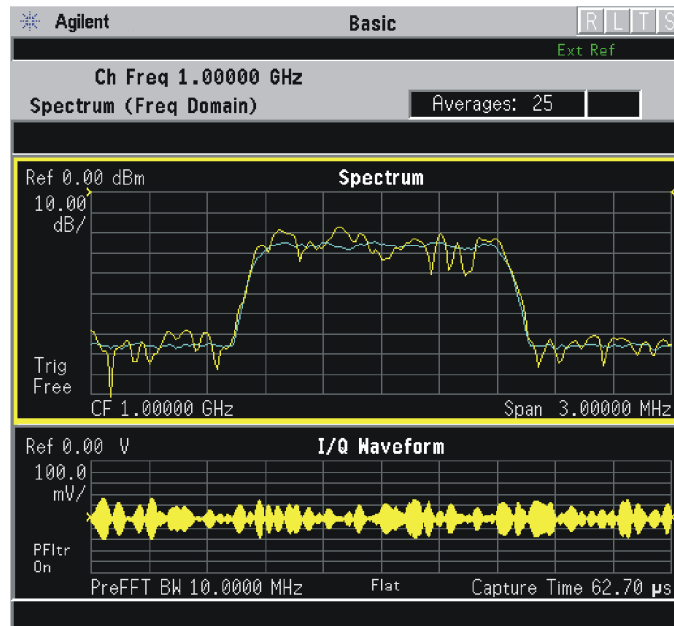 Agilent Basic R L T S
Ext Ref
Ch Freq 1.00000 GHz
Spectrum (Freq Domain) Averages: 25
Ref 0.00 dBm Spectrum
10.00
dB/
Trig
Free
CF 1.00000 GHz Span 3.00000 MHz
Ref 0.00 V I/Q Waveform
100.0
mV/
PFltr
On
PreFFT BW 10.0000 MHz Flat Capture Time 62.70 µs